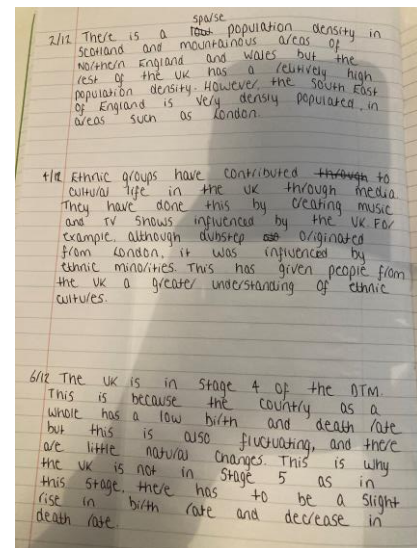 sparse
2/12 There is a low population density in
Scotland and mountainous areas of
Northern England and Wales but the
rest of the UK has a relitively high
population density. However, the South East
of England is very densly populated, in
areas such as London.
4/12 Ethnic groups have contributed through to
cultural life in the UK through media
They have done this by creating music
and TV shows influenced by the UK. For
example, although dubstep originated
from London, it was influenced by
ethnic minorities. This has given people from
the UK a greater understanding of ethnic
cultures.
6/12 The UK is in Stage 4 of the DTM.
This is because the country as a
whole has a low birth and death rate
but this is also fluctuating, and there
are little natural changes. This is why
the UK is not in Stage 5 as in
this stage, there has to be a slight
rise in birth rate and decrease in
death rate.